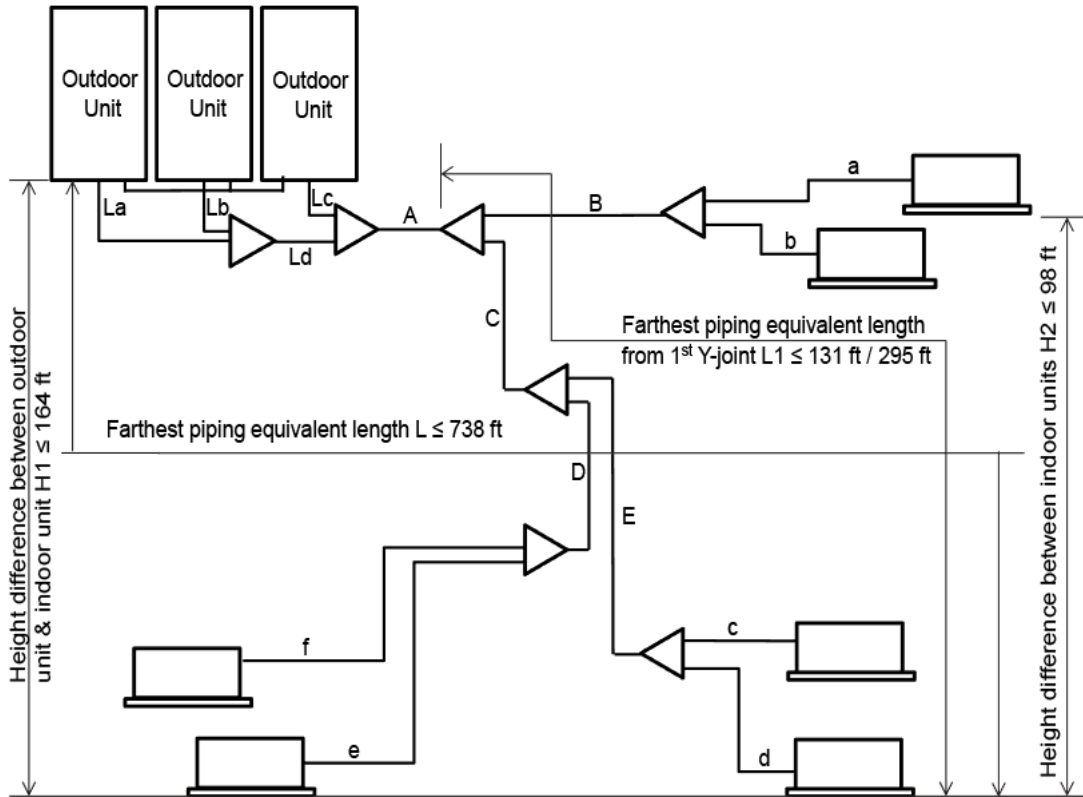 Outdoor
Unit
Outdoor
Unit
Outdoor
Unit
La
Lb
Lc
Ld
A
B
a
b
C
Farthest piping equivalent length
from 1st Y-joint L1 ≤ 131 ft / 295 ft
Farthest piping equivalent length L ≤ 738 ft
D
E
f
e
c
d
Height difference between outdoor
unit & indoor unit H1 ≤ 164 ft
Height difference between indoor units H2 ≤ 98 ft